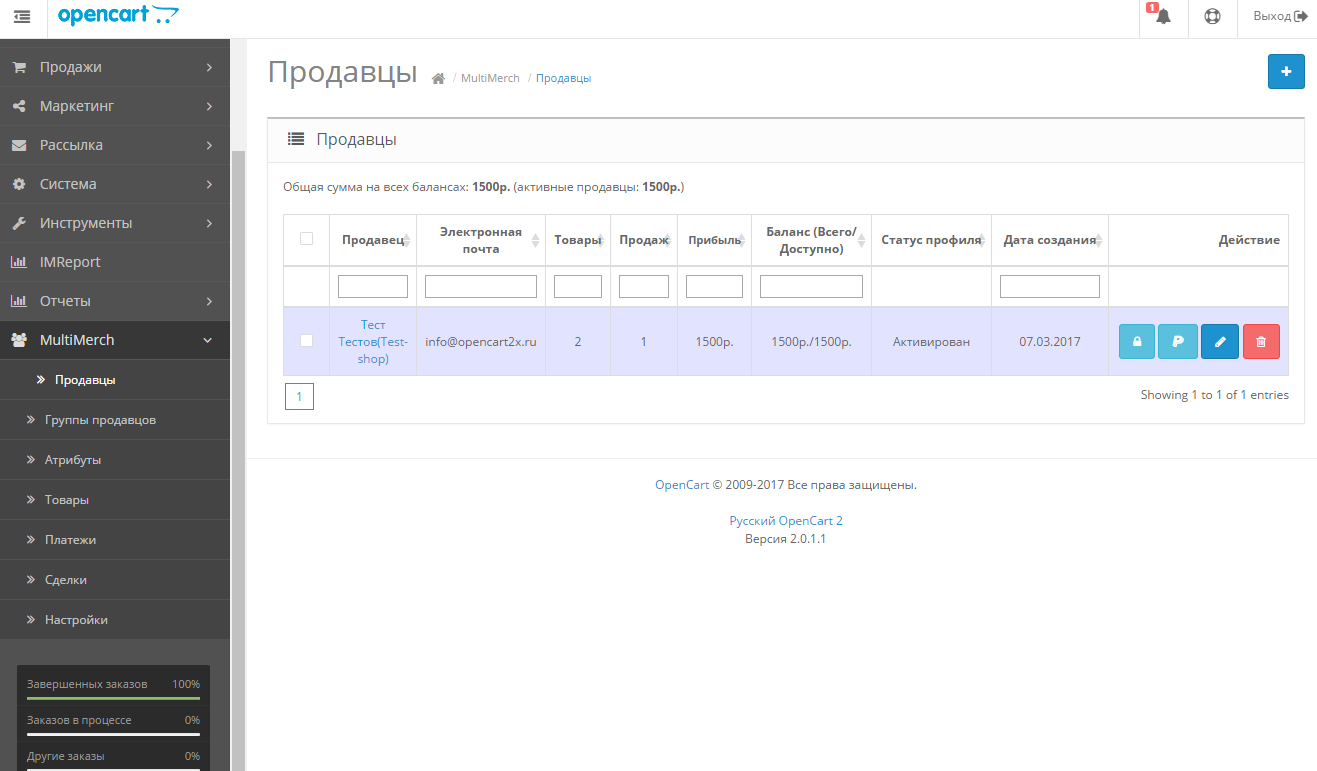 opencart
1
Выход
Продажи
Маркетинг
Рассылка
Система
Инструменты
IMReport
Отчеты
MultiMerch
Продавцы
Группы продавцов
Атрибуты
Товары
Платежи
Сделки
Настройки
Завершенных заказов 100%
Заказов в процессе 0%
Другие заказы 0%
Продавцы / MultiMerch / Продавцы
Продавцы
Общая сумма на всех балансах: 1500р. (активные продавцы: 1500р.)
Продавец Электронная почта Товары Продаж Прибыль Баланс (Всего/Доступно) Статус профиля Дата создания Действие
Тест
Тестов(Test-
shop)
info@opencart2x.ru 2 1 1500р. 1500р./1500р. Активирован 07.03.2017
1
Showing 1 to 1 of 1 entries
OpenCart © 2009-2017 Все права защищены.
Русский OpenCart 2
Версия 2.0.1.1